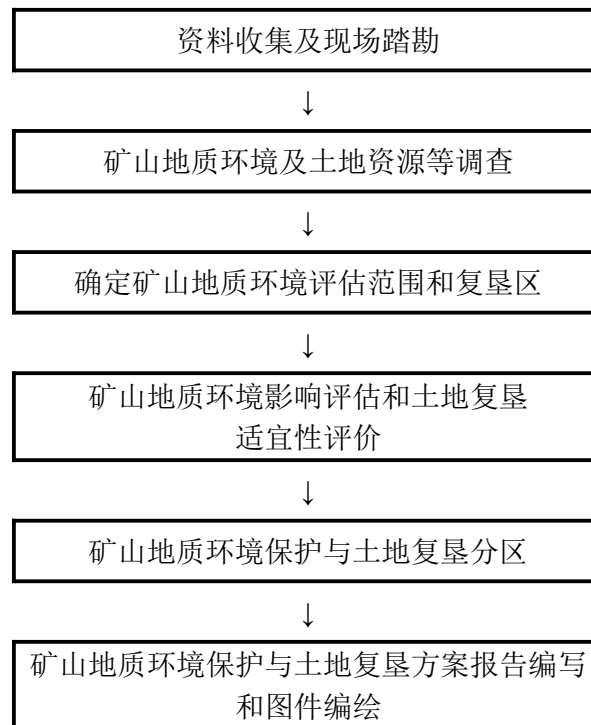 资料收集及现场踏勘
↓
矿山地质环境及土地资源等调查
↓
确定矿山地质环境评估范围和复垦区
↓
矿山地质环境影响评估和土地复垦
适宜性评价
↓
矿山地质环境保护与土地复垦分区
↓
矿山地质环境保护与土地复垦方案报告编写
和图件编绘